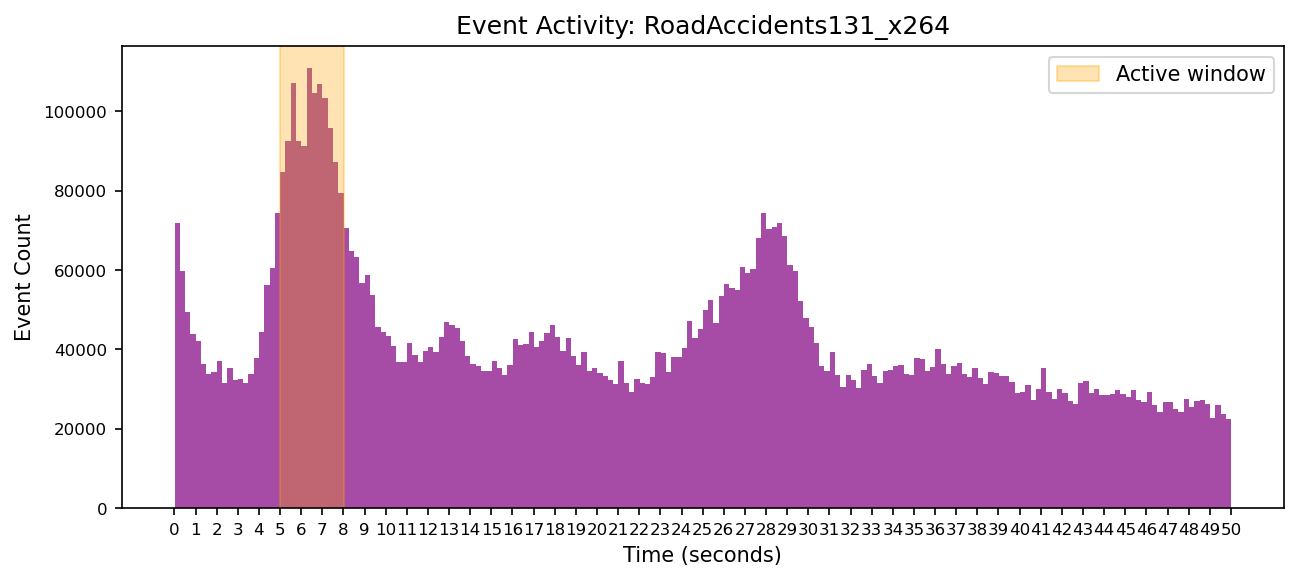 Event Activity: RoadAccidents131_x264
Active window
Event Count
100000
80000
60000
40000
20000
0
0 1 2 3 4 5 6 7 8 9 10 11 12 13 14 15 16 17 18 19 20 21 22 23 24 25 26 27 28 29 30 31 32 33 34 35 36 37 38 39 40 41 42 43 44 45 46 47 48 49 50
Time (seconds)